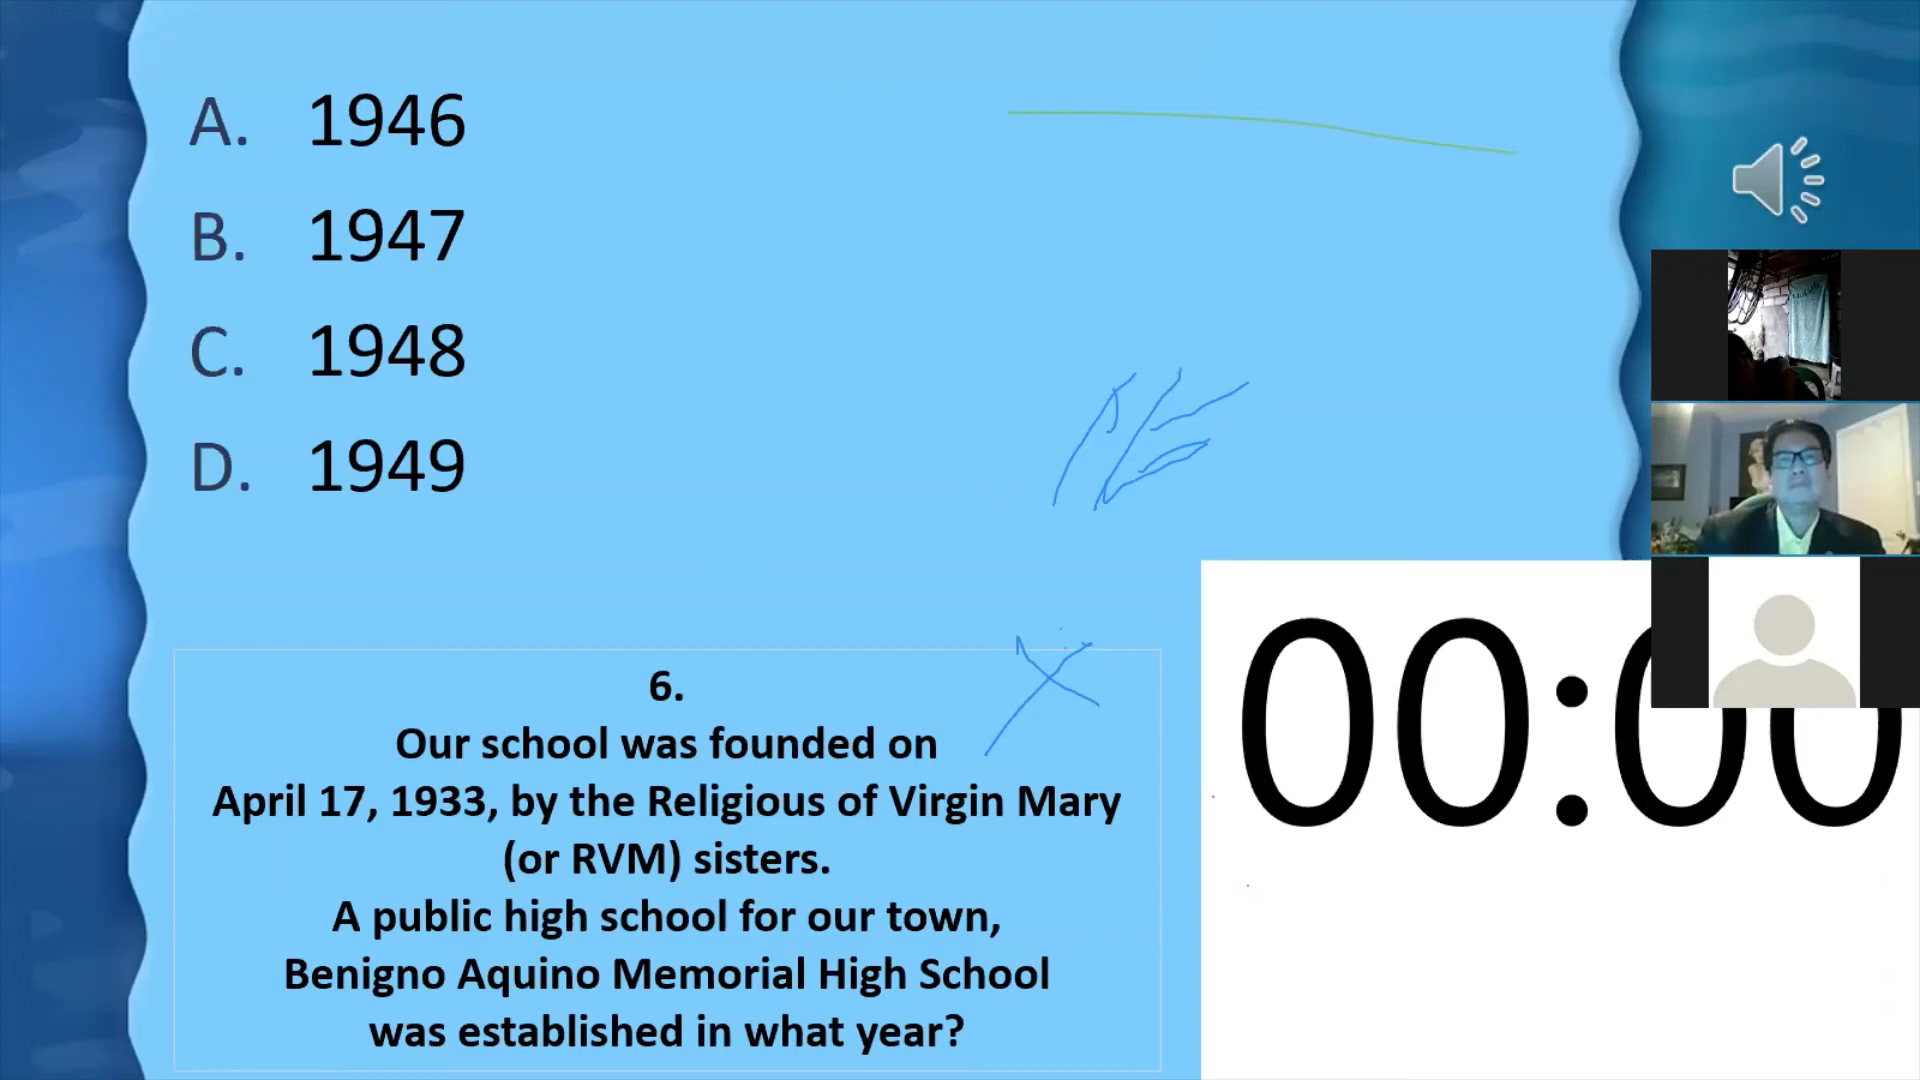 A. 1946
B. 1947
C. 1948
D. 1949
6.
Our school was founded on
April 17, 1933, by the Religious of Virgin Mary
(or RVM) sisters.
A public high school for our town,
Benigno Aquino Memorial High School
was established in what year?
00:00